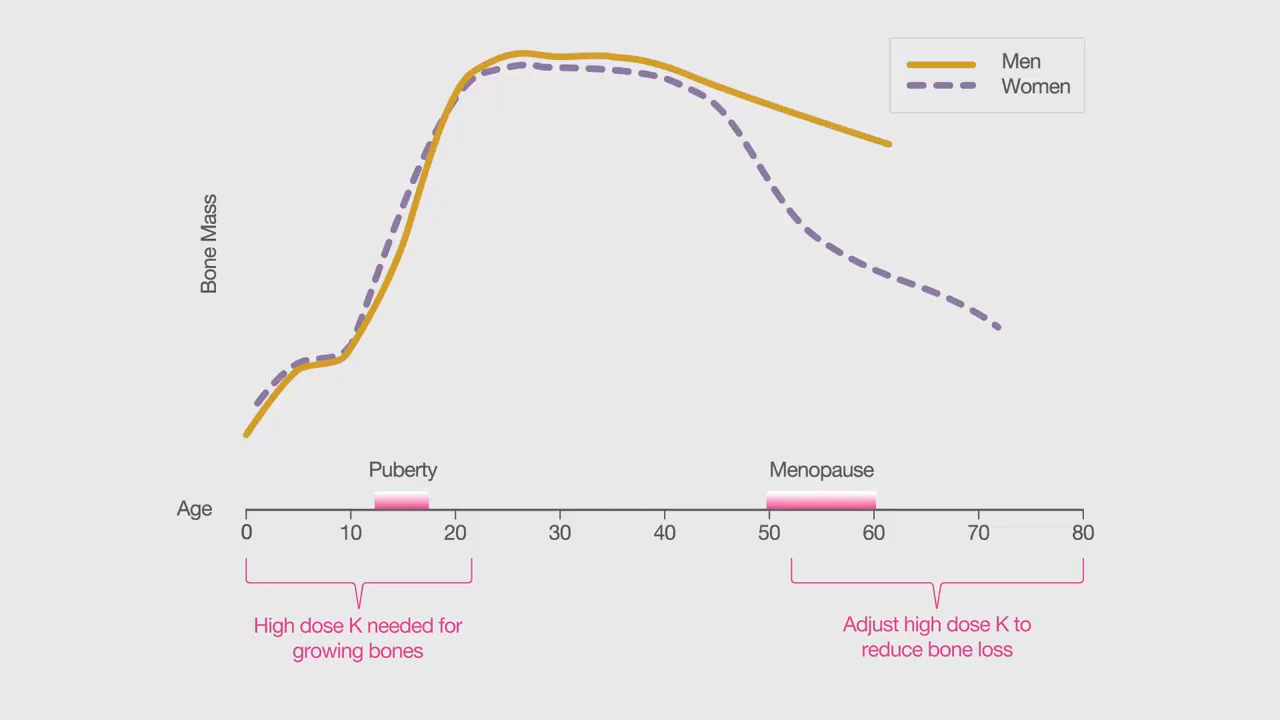 Men
Women
Bone Mass
Puberty
Menopause
Age
0 10 20 30 40 50 60 70 80
High dose K needed for
growing bones
Adjust high dose K to
reduce bone loss